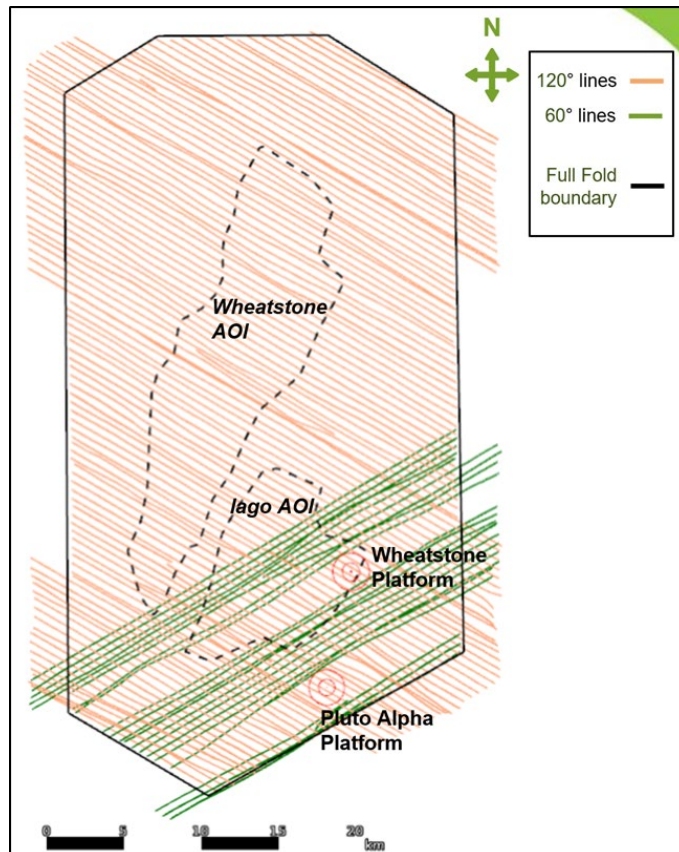 N
120° lines
60° lines
Full Fold
boundary
Wheatstone
AOI
Iago AOI
Wheatstone
Platform
Pluto Alpha
Platform
0 5 10 15 20
km